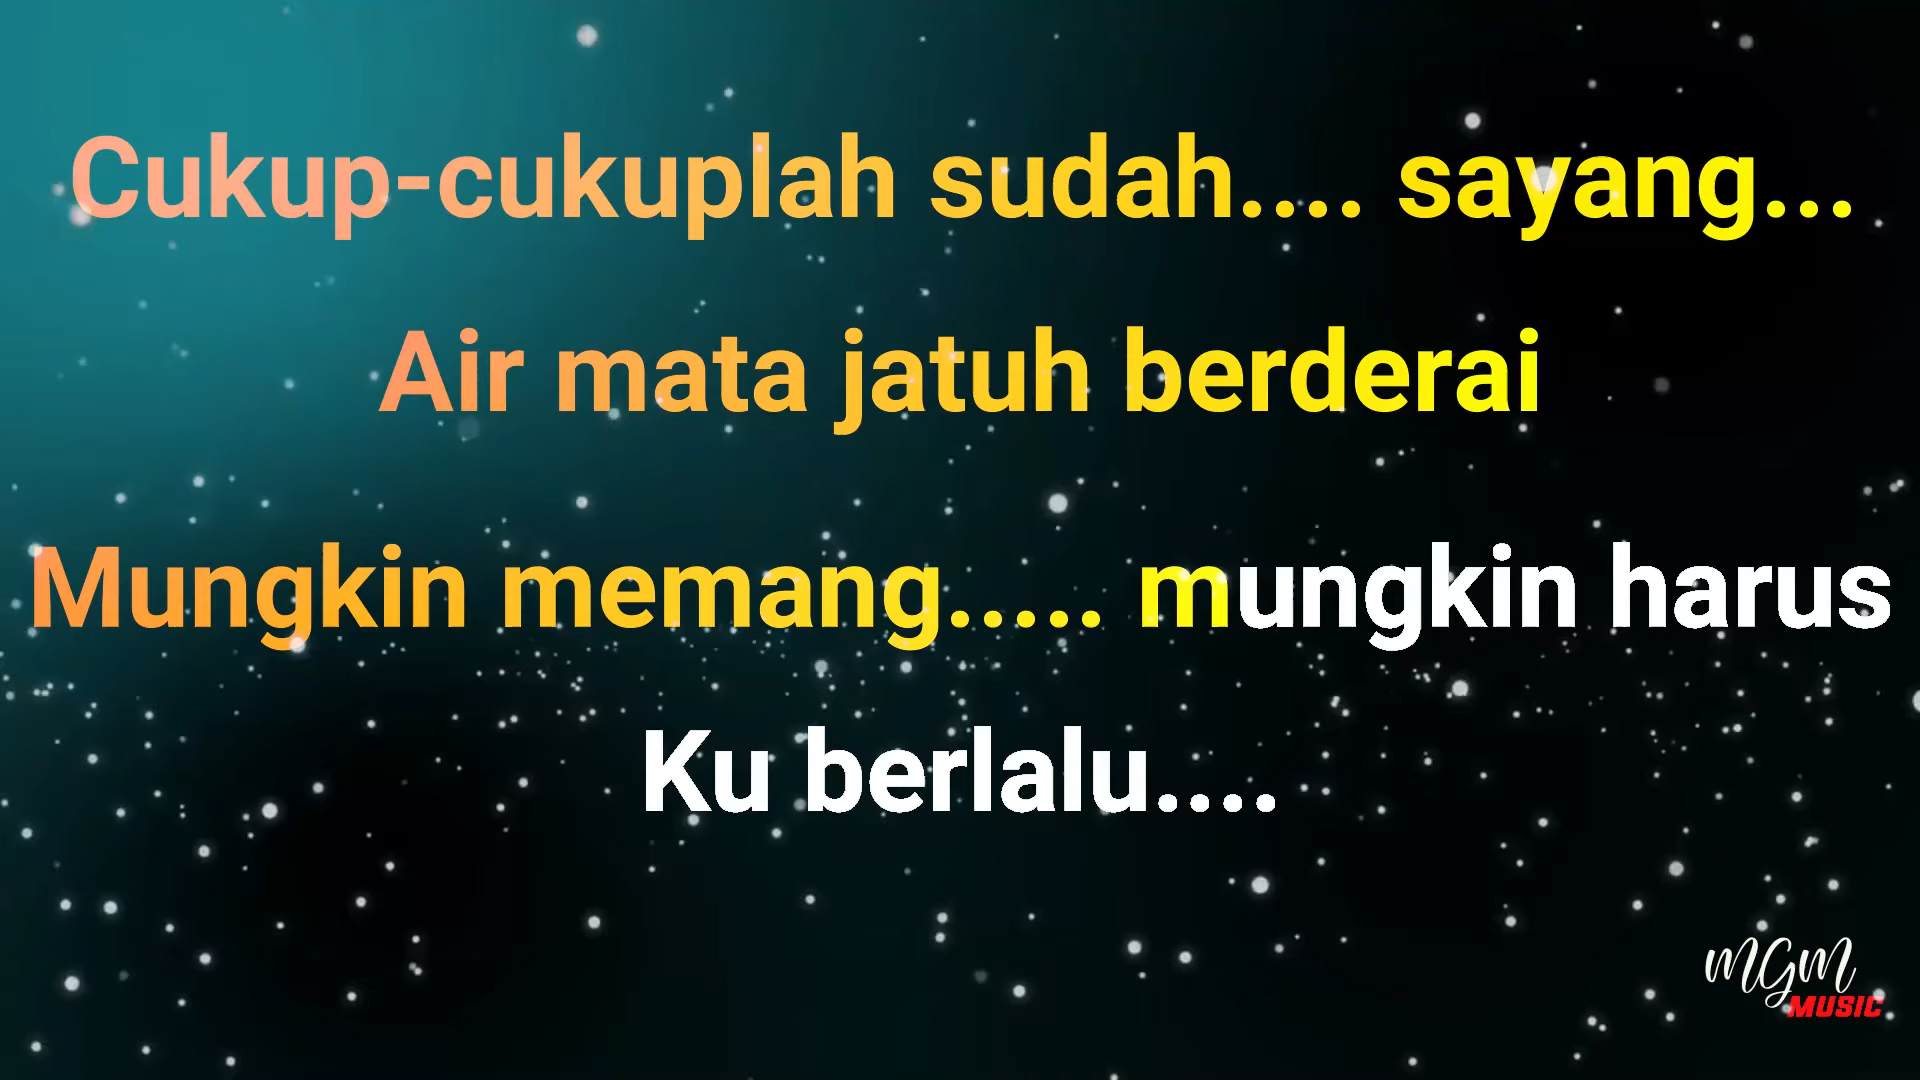 Cukup-cukuplah sudah.... sayang...
Air mata jatuh berderai
Mungkin memang..... mungkin harus
Ku berlalu....
MGM
MUSIC